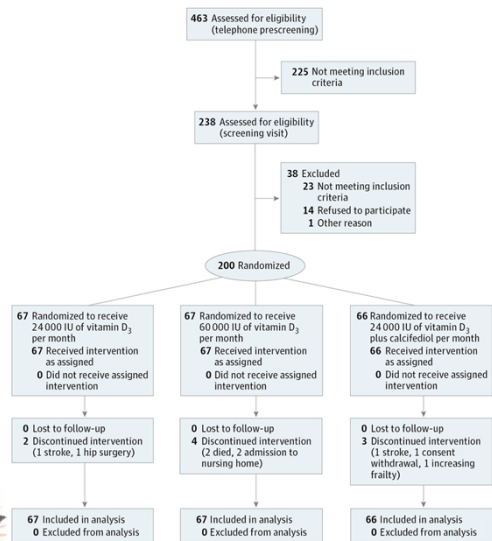 463 Assessed for eligibility
(telephone prescreening)
225 Not meeting inclusion
criteria
238 Assessed for eligibility
(screening visit)
38 Excluded
23 Not meeting inclusion
criteria
14 Refused to participate
1 Other reason
200 Randomized
67 Randomized to receive
24 000 IU of vitamin D3
per month
67 Received intervention
as assigned
0 Did not receive assigned
intervention
67 Randomized to receive
60 000 IU of vitamin D3
per month
67 Received intervention
as assigned
0 Did not receive assigned
intervention
66 Randomized to receive
24 000 IU of vitamin D3
plus calcifediol per month
66 Received intervention
as assigned
0 Did not receive assigned
intervention
0 Lost to follow-up
2 Discontinued intervention
(1 stroke, 1 hip surgery)
0 Lost to follow-up
4 Discontinued intervention
(2 died, 2 admission to
nursing home)
0 Lost to follow-up
3 Discontinued intervention
(1 stroke, 1 consent
withdrawal, 1 increasing
frailty)
67 Included in analysis
0 Excluded from analysis
67 Included in analysis
0 Excluded from analysis
66 Included in analysis
0 Excluded from analysis